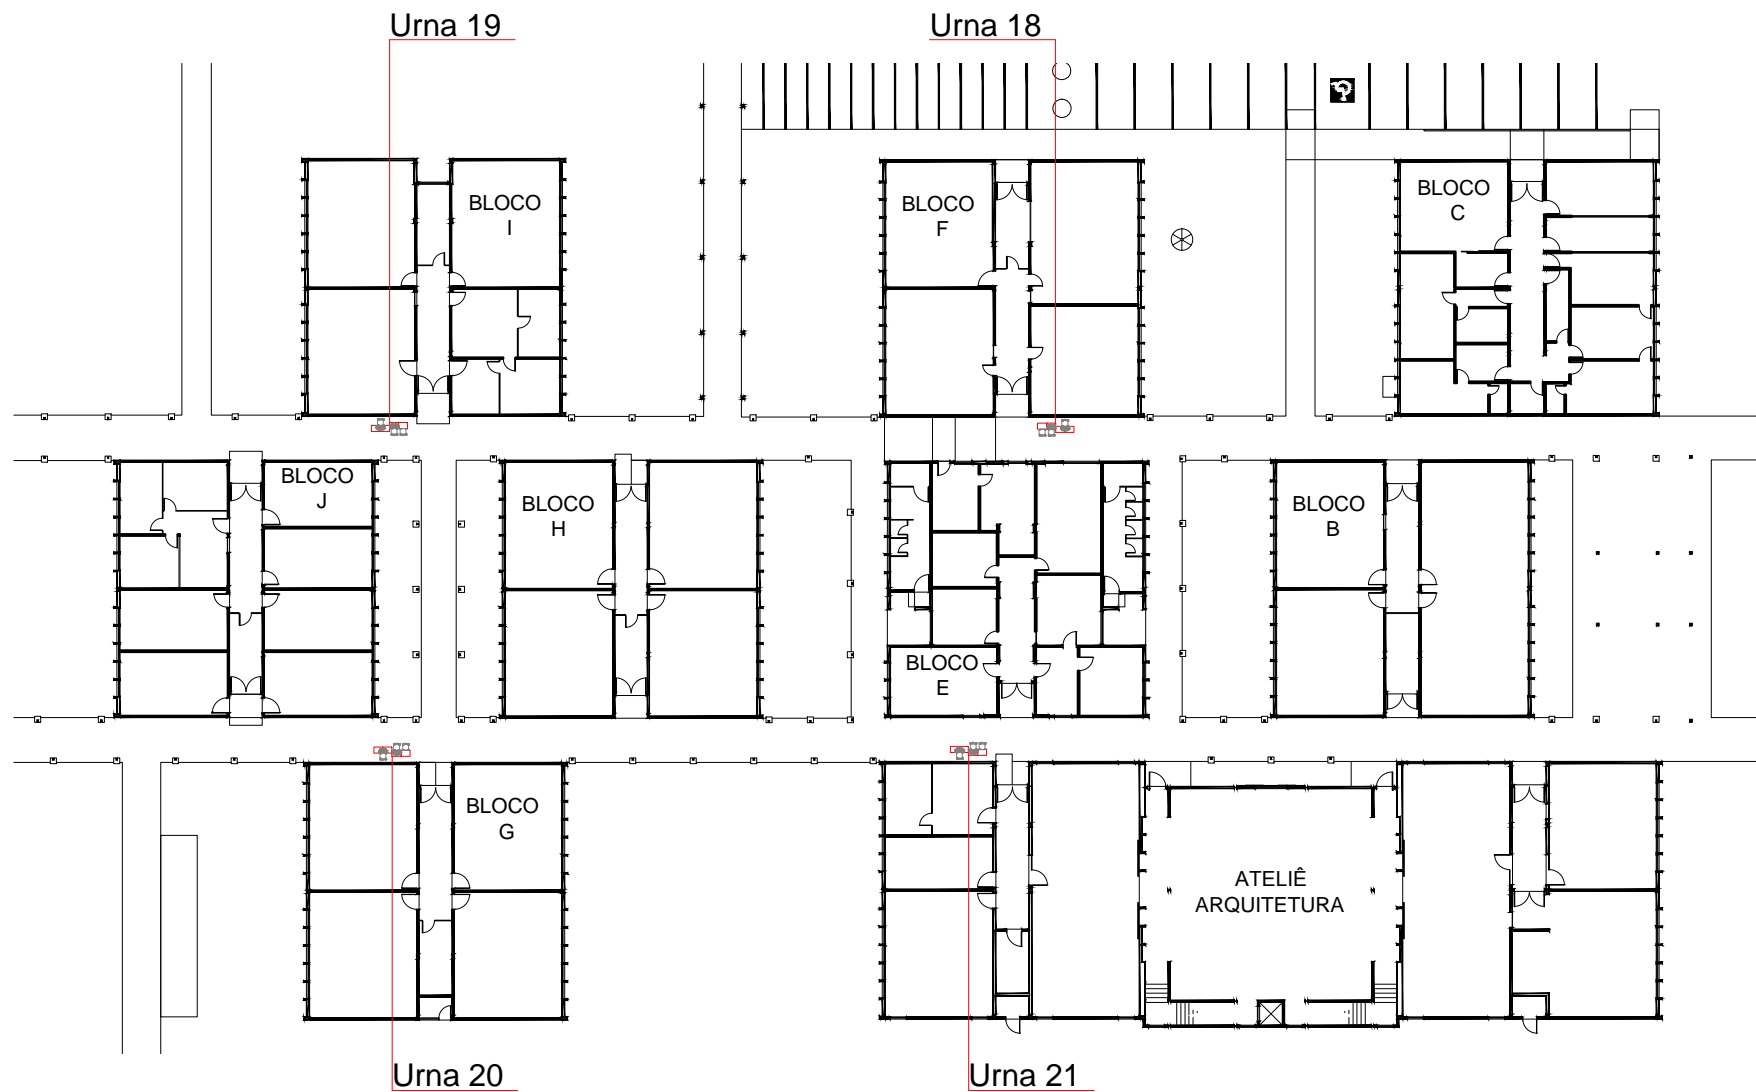 Urna 19
Urna 18
BLOCO
I
BLOCO
F
BLOCO
C
BLOCO
J
BLOCO
H
BLOCO
E
BLOCO
B
BLOCO
G
ATELIÊ
ARQUITETURA
Urna 20
Urna 21